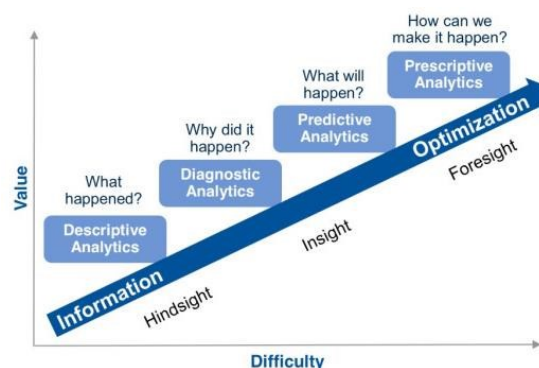 How can we
make it happen?
Prescriptive
Analytics
What will
happen?
Predictive
Analytics
Optimization
Foresight
Why did it
happen?
Diagnostic
Analytics
Insight
What
happened?
Descriptive
Analytics
Information
Hindsight
Value
Difficulty